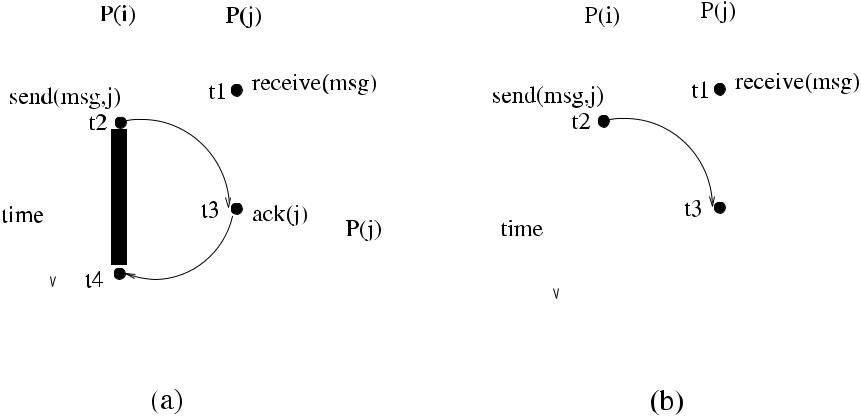 P(i)
P(j)
t1
receive(msg)
send(msg,j)
t2
t3
ack(j)
time
P(j)
v
t4
(a)
P(i)
P(j)
t1
receive(msg)
send(msg,j)
t2
t3
time
v
(b)